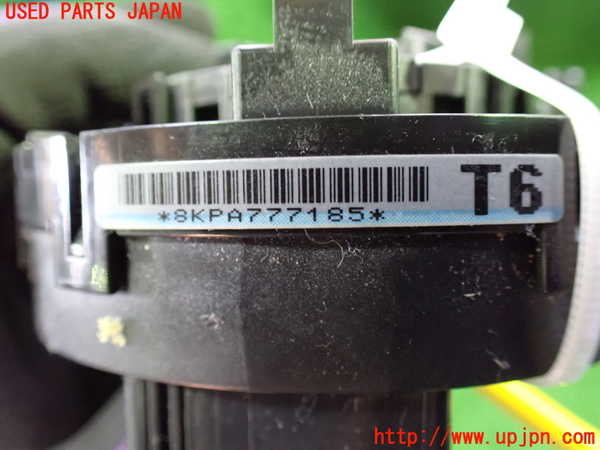 USED PARTS JAPAN
T6
*8KPA777185*
http://www.upjpn.com